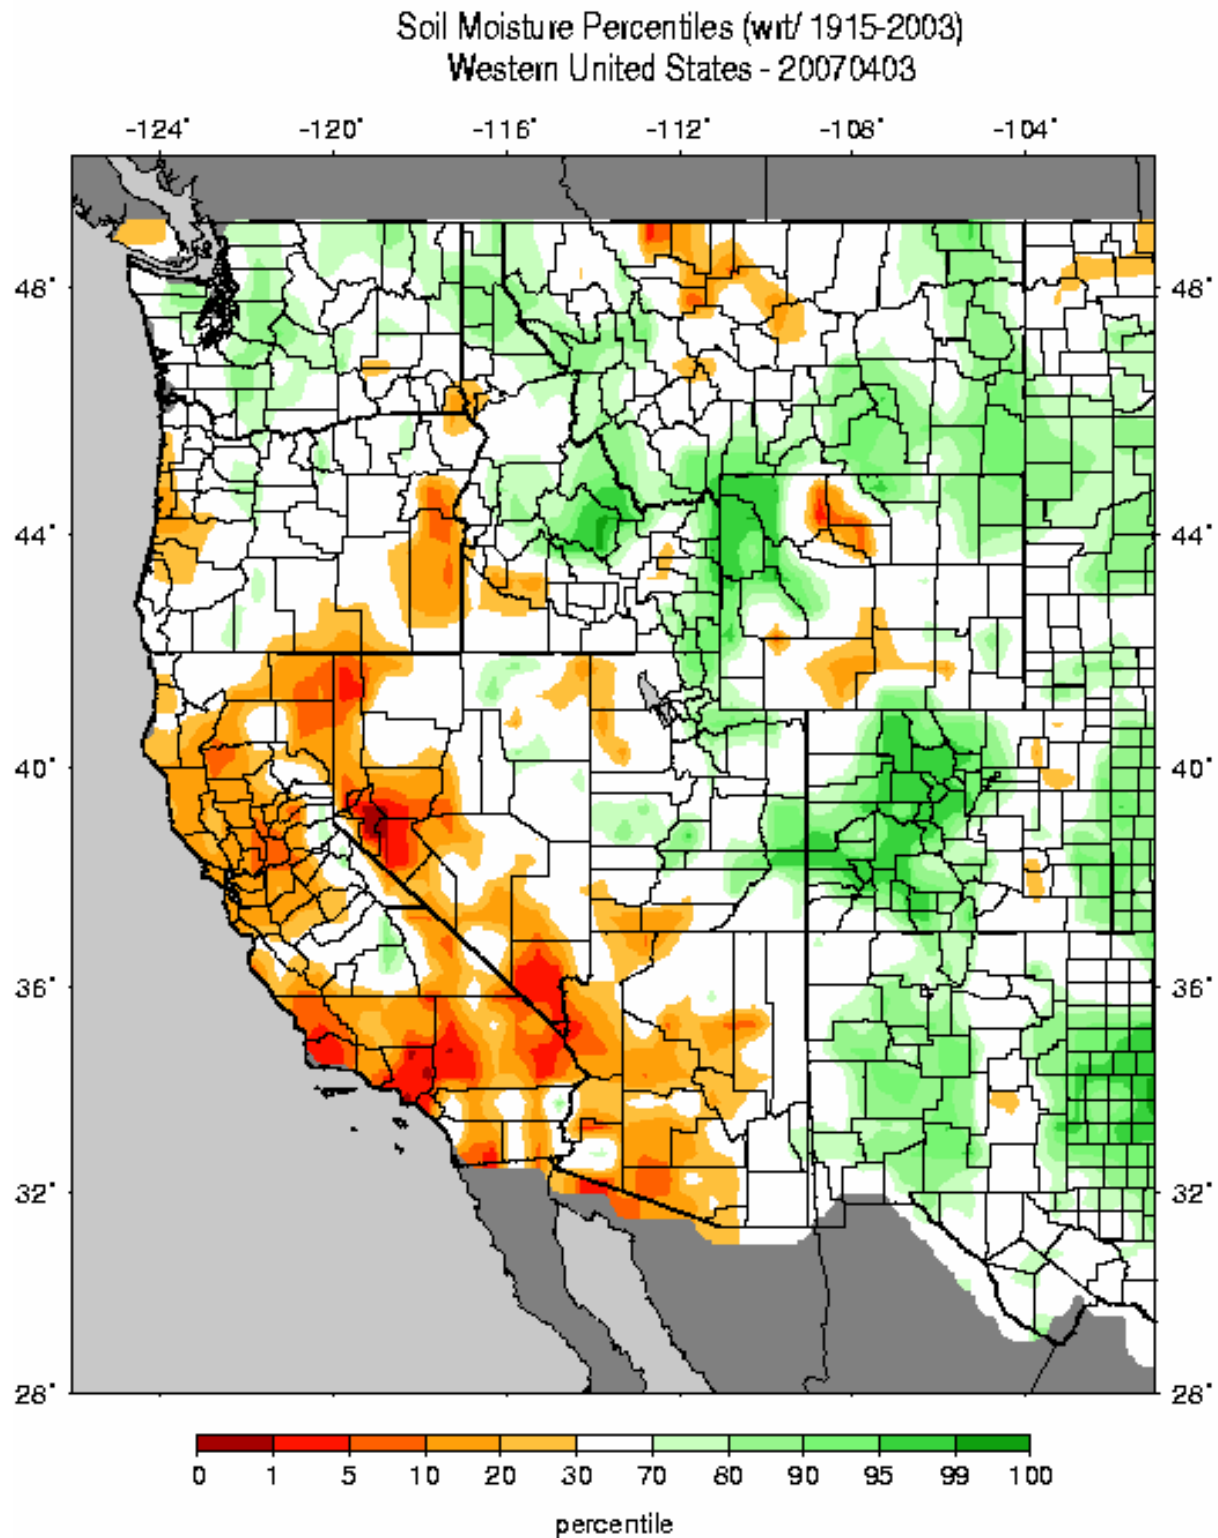 Soil Moisture Percentiles (wrt/ 1915-2003)
Western United States - 20070403
-124° -120° -116° -112° -108° -104°
48° 48°
44° 44°
40° 40°
36° 36°
32° 32°
28° 28°
0 1 5 10 20 30 70 80 90 95 99 100
percentile